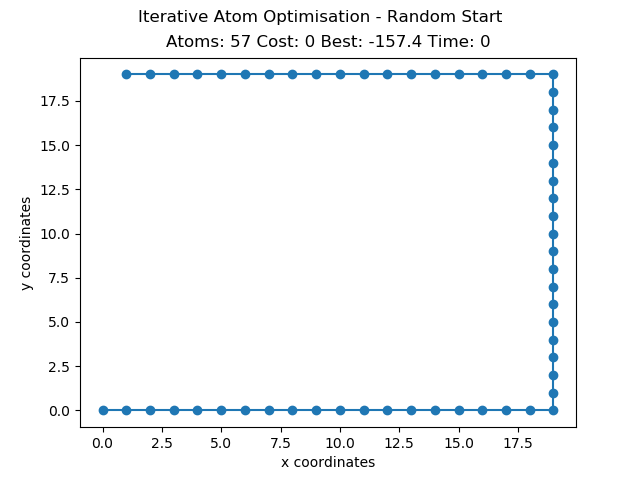 Iterative Atom Optimisation - Random Start
Atoms: 57 Cost: 0 Best: -157.4 Time: 0
17.5
15.0
12.5
10.0
7.5
5.0
2.5
0.0
y coordinates
0.0 2.5 5.0 7.5 10.0 12.5 15.0 17.5
x coordinates